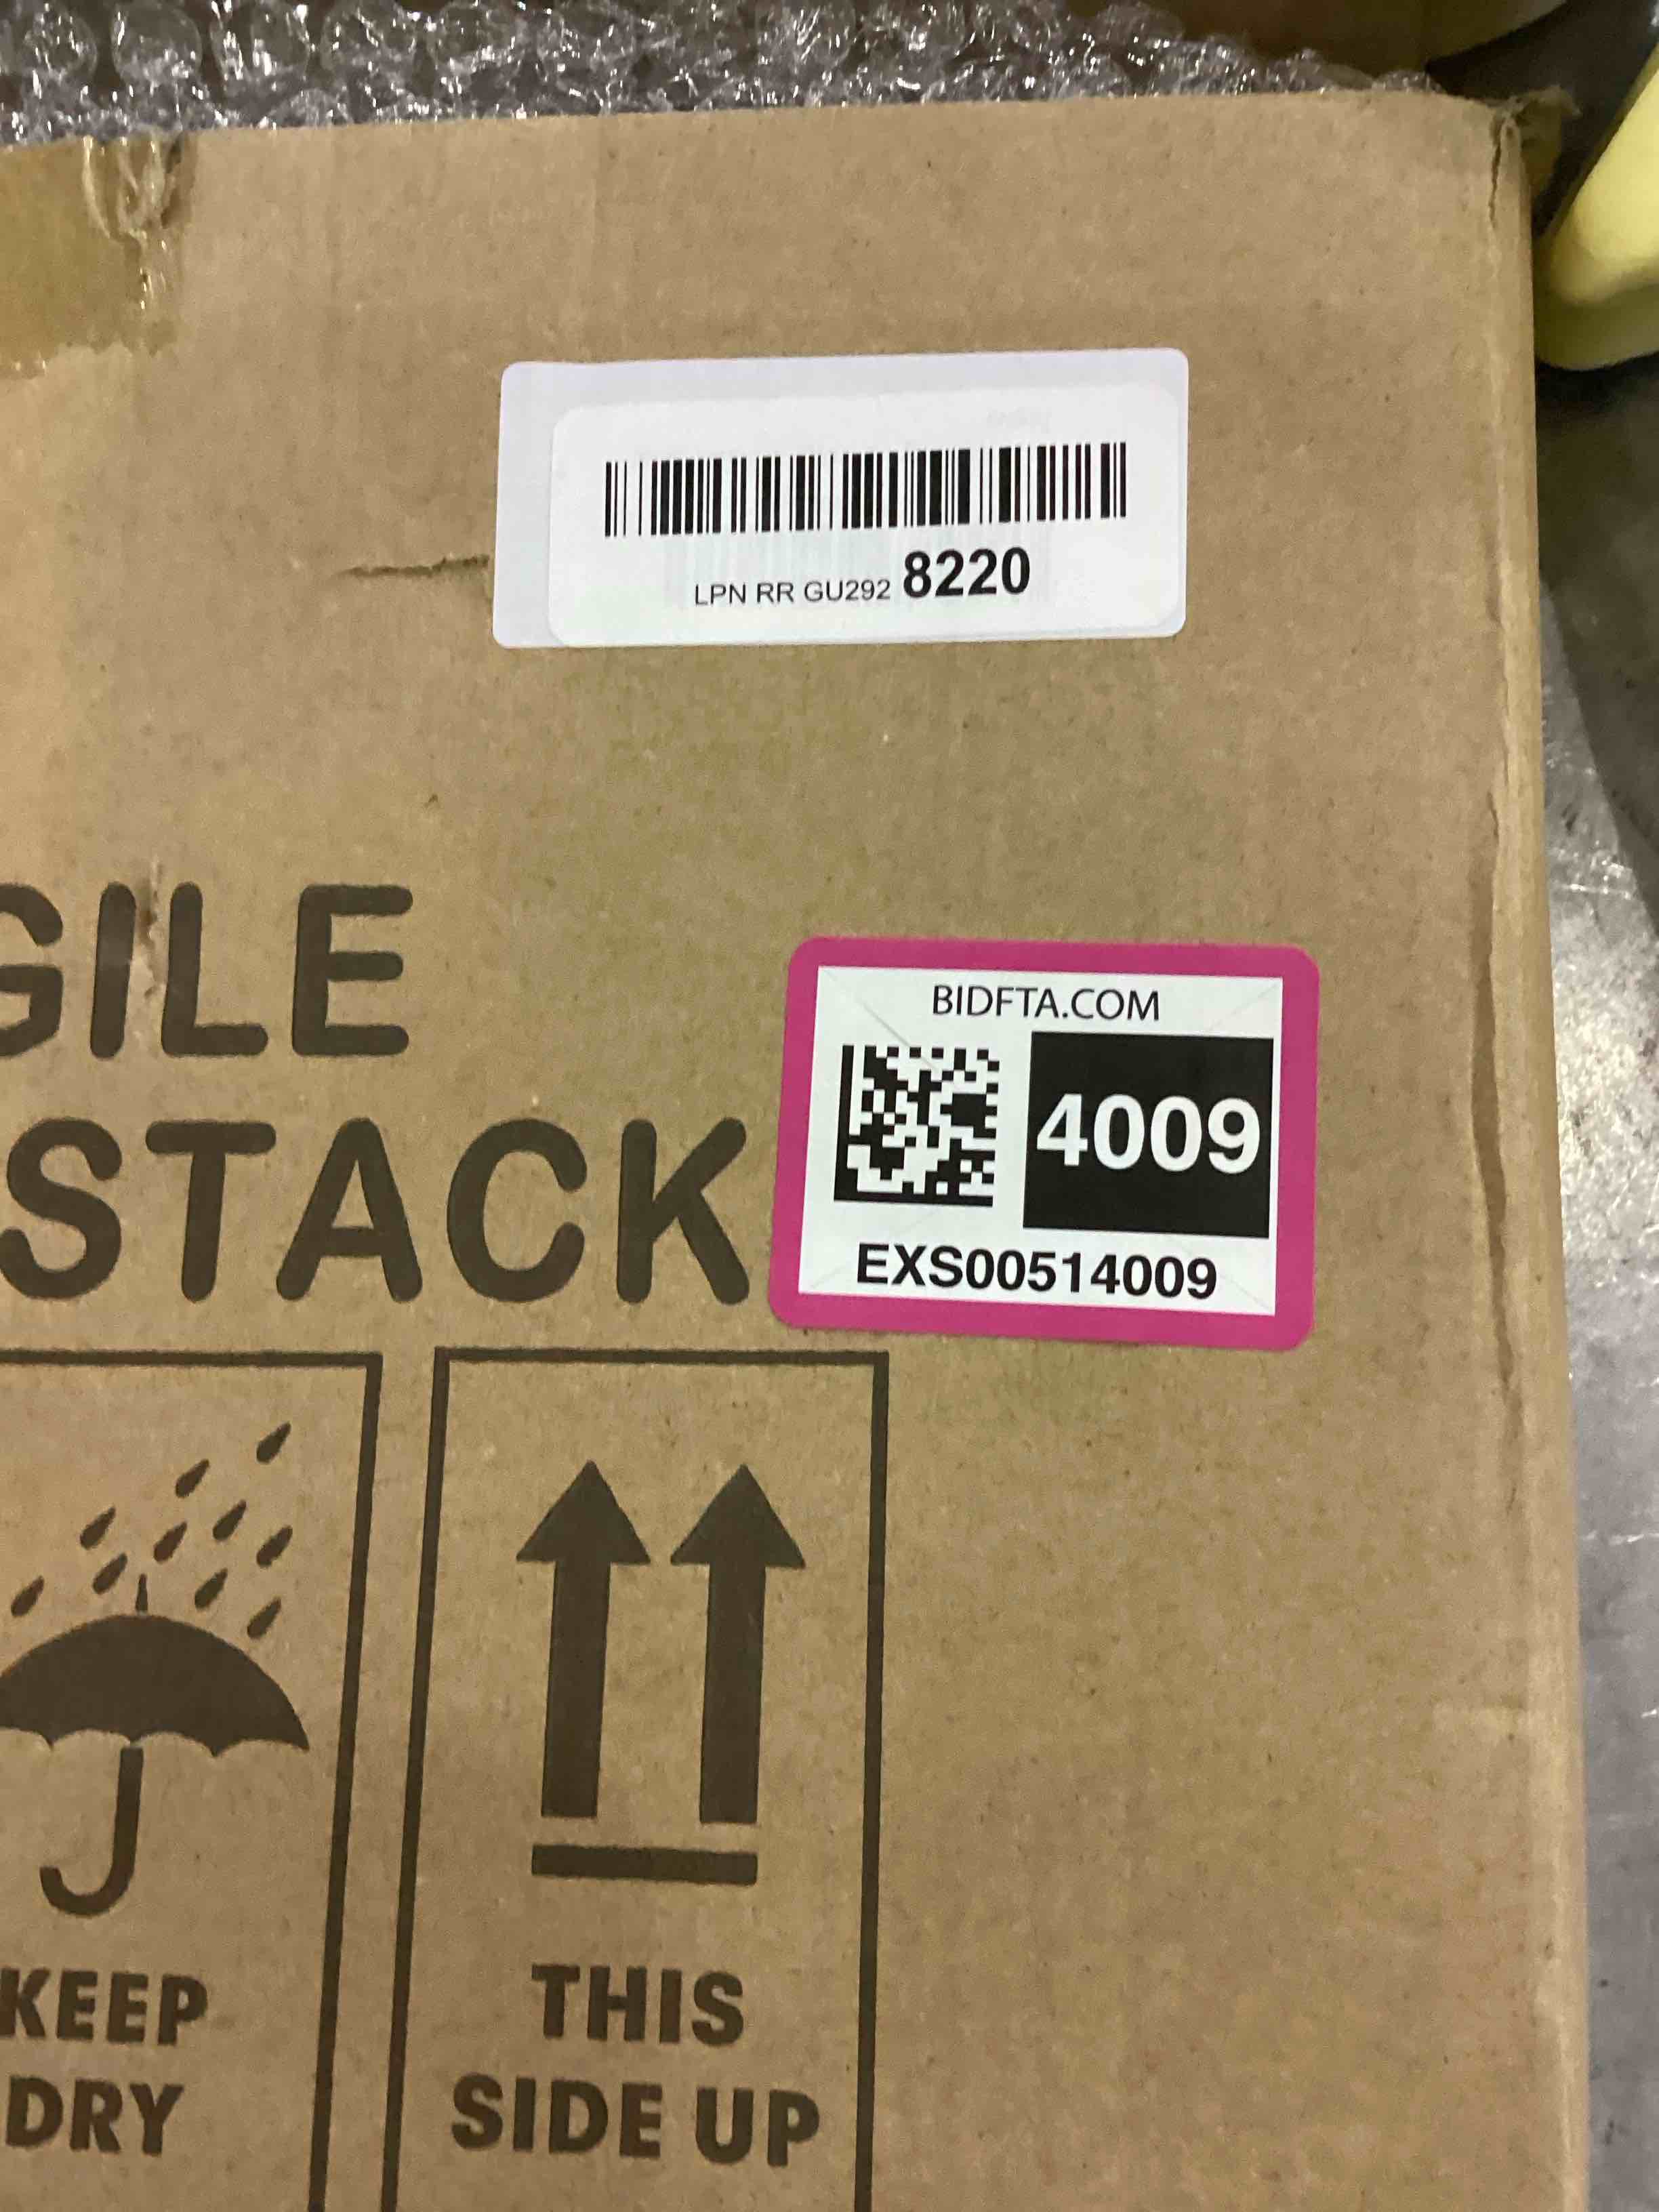 LPN RR GU292 8220
GILE
STACK
BIDFTA.COM
4009
EXS00514009
KEEP
DRY
THIS
SIDE UP